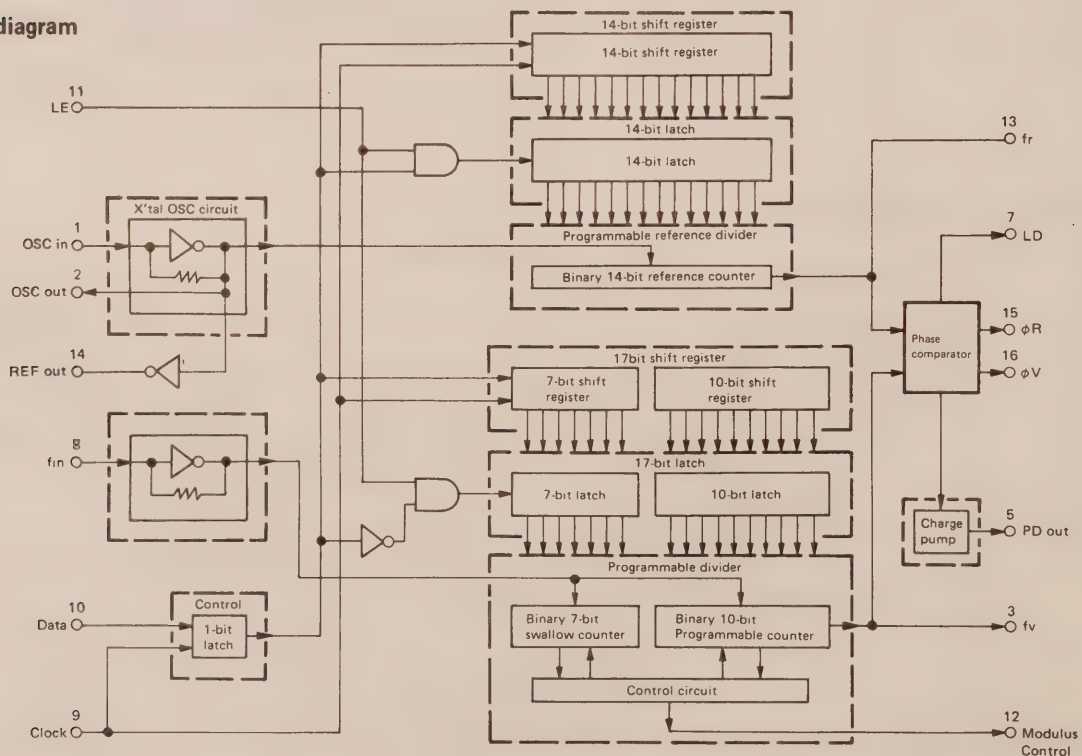 diagram
14-bit shift register
14-bit shift register
11
LE
14-bit latch
14-bit latch
13
fr
X'tal OSC circuit
7
LD
1
OSC in
Programmable reference divider
Binary 14-bit reference counter
2
OSC out
15
φR
Phase
comparator
16
φV
14
REF out
17bit shift register
7-bit shift
register
10-bit shift
register
8
fin
17-bit latch
7-bit latch
10-bit latch
5
PD out
Charge
pump
Programmable divider
10
Data
Control
1-bit
latch
Binary 7-bit
swallow counter
Binary 10-bit
Programmable counter
3
fv
Control circuit
9
Clock
12
Modulus
Control